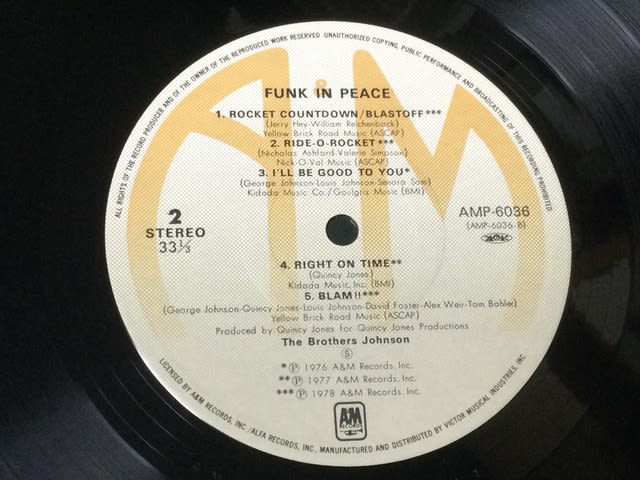 ALL RIGHTS OF THE RECORD PRODUCER AND OF THE OWNER OF THE REPRODUCED WORK RESERVED UNAUTHORIZED COPYING, PUBLIC PERFORMANCE AND BROADCASTING OF THIS RECORDING PROHIBITED
A&M
FUNK IN PEACE
1. ROCKET COUNTDOWN/BLASTOFF***
(Jerry Hey-William Reichenbach)
Yellow Brick Road Music (ASCAP)
2. RIDE-O-ROCKET***
(Nicholas Ashford-Valerie Simpson)
Nick-O-Val Music (ASCAP)
3. I'LL BE GOOD TO YOU*
(George Johnson-Louis Johnson-Senora Sam)
Kidada Music Co./Goolgris Music (BMI)
2
STEREO
33⅓
AMP-6036
(AMP-6036-B)
4. RIGHT ON TIME**
(Quincy Jones)
Kidada Music, Inc. (BMI)
5. BLAM!!***
(George Johnson-Quincy Jones-Louis Johnson-David Foster-Alex Weir-Tom Bahler)
Yellow Brick Road Music (ASCAP)
Produced by Quincy Jones for Quincy Jones Productions
The Brothers Johnson
Ⓢ
*Ⓟ 1976 A&M Records, Inc.
**Ⓟ 1977 A&M Records, Inc.
***Ⓟ 1978 A&M Records, Inc.
A&M
RECORDS
LICENSED BY A&M RECORDS, INC./ALFA RECORDS, INC., MANUFACTURED AND DISTRIBUTED BY VICTOR MUSICAL INDUSTRIES, INC.